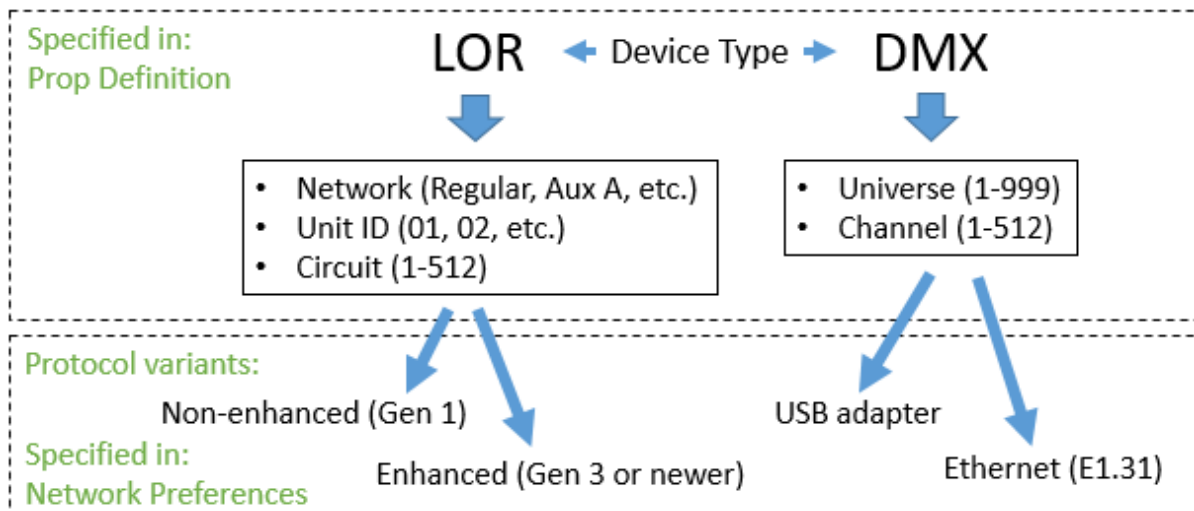 Specified in:
Prop Definition
LOR
Device Type
DMX
• Network (Regular, Aux A, etc.)
• Unit ID (01, 02, etc.)
• Circuit (1-512)
• Universe (1-999)
• Channel (1-512)
Protocol variants:
Non-enhanced (Gen 1)
USB adapter
Specified in:
Network Preferences
Enhanced (Gen 3 or newer)
Ethernet (E1.31)